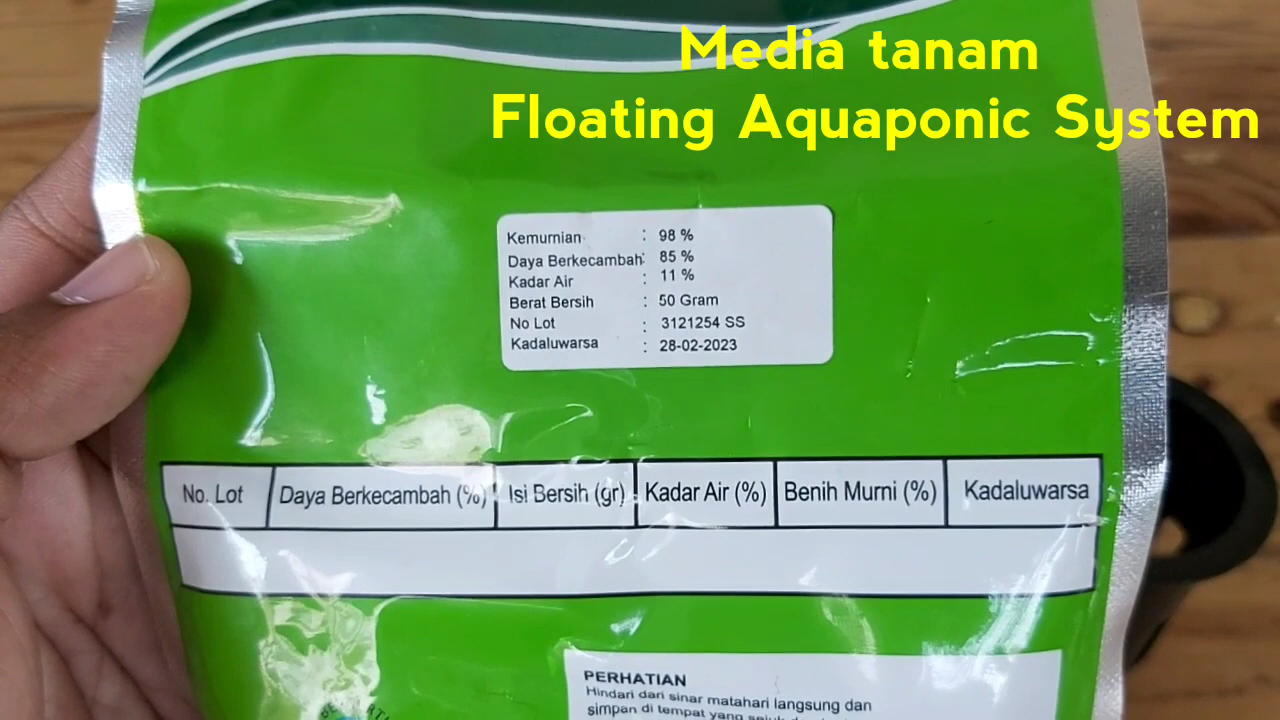 Media tanam
Floating Aquaponic System
Kemurnian : 98 %
Daya Berkecambah : 85 %
Kadar Air : 11 %
Berat Bersih : 50 Gram
No Lot : 3121254 SS
Kadaluwarsa : 28-02-2023
No. Lot Daya Berkecambah (%) Isi Bersih (gr) Kadar Air (%) Benih Murni (%) Kadaluwarsa
PERHATIAN
Hindari dari sinar matahari langsung dan
simpan di tempat yang sejuk